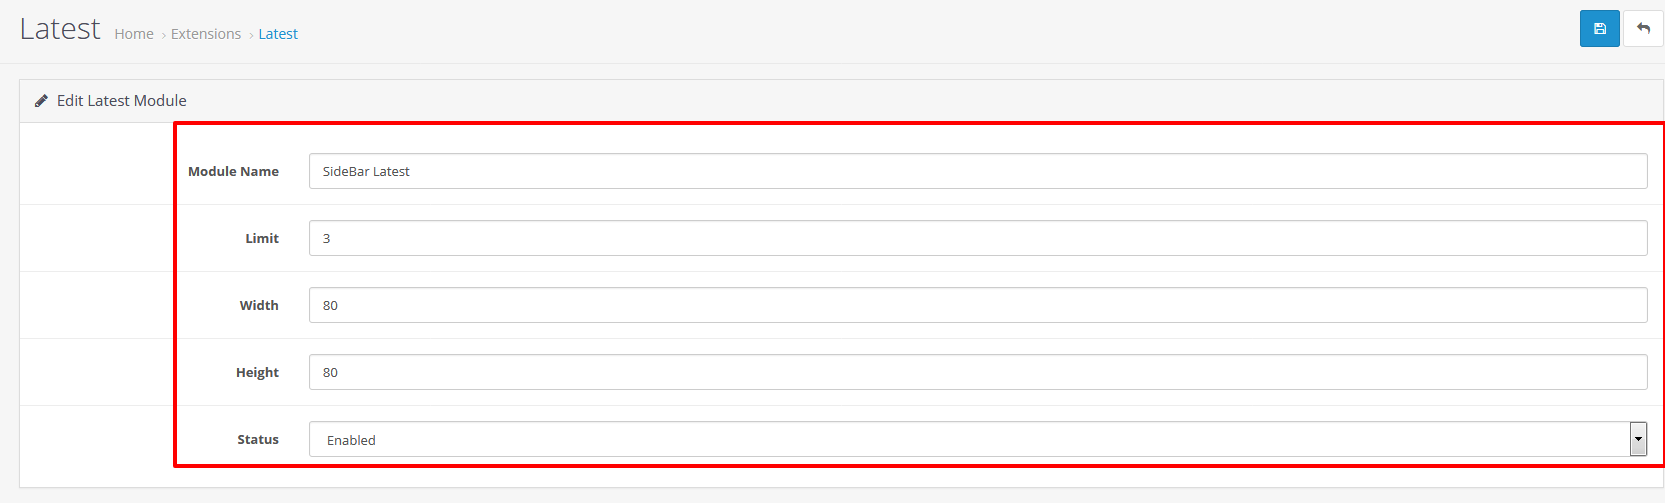 Latest Home › Extensions › Latest
Edit Latest Module
Module Name SideBar Latest
Limit 3
Width 80
Height 80
Status Enabled